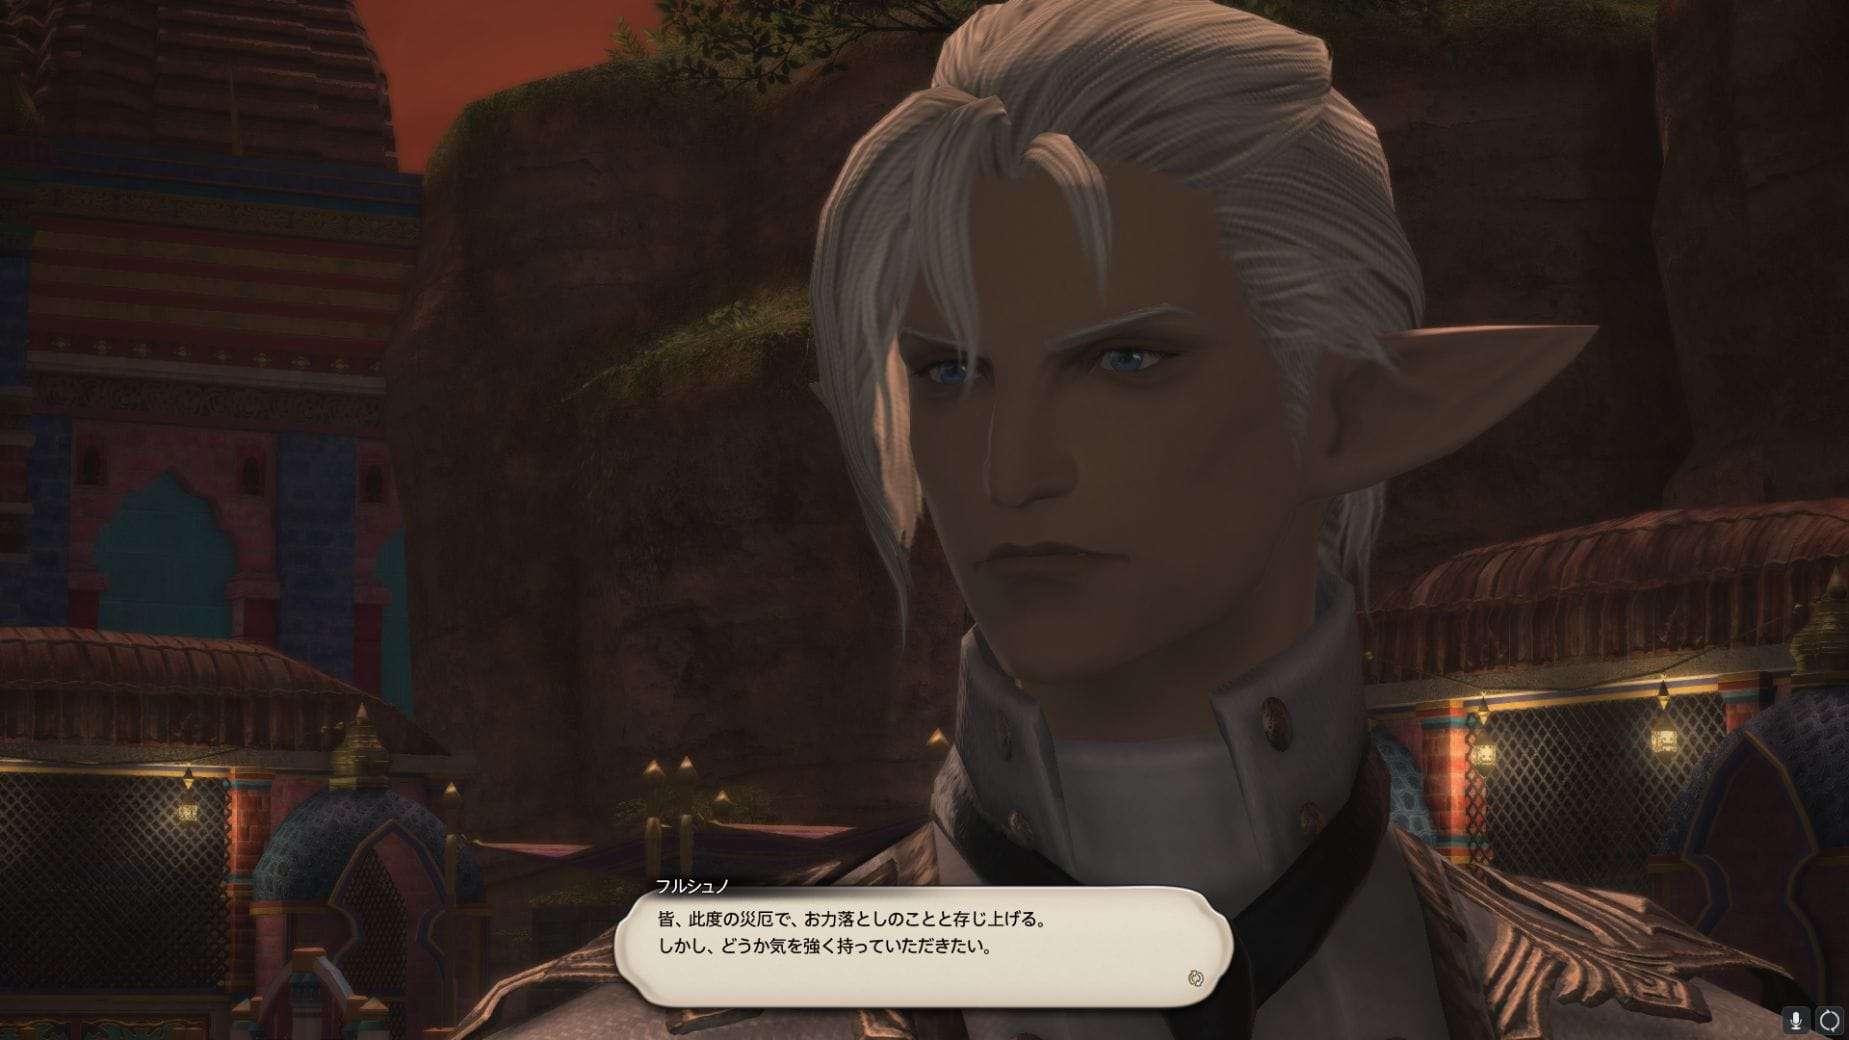 フルシュノ
皆、此度の災厄で、お力落としのことと存じ上げる。
しかし、どうか気を強く持っていただきたい。